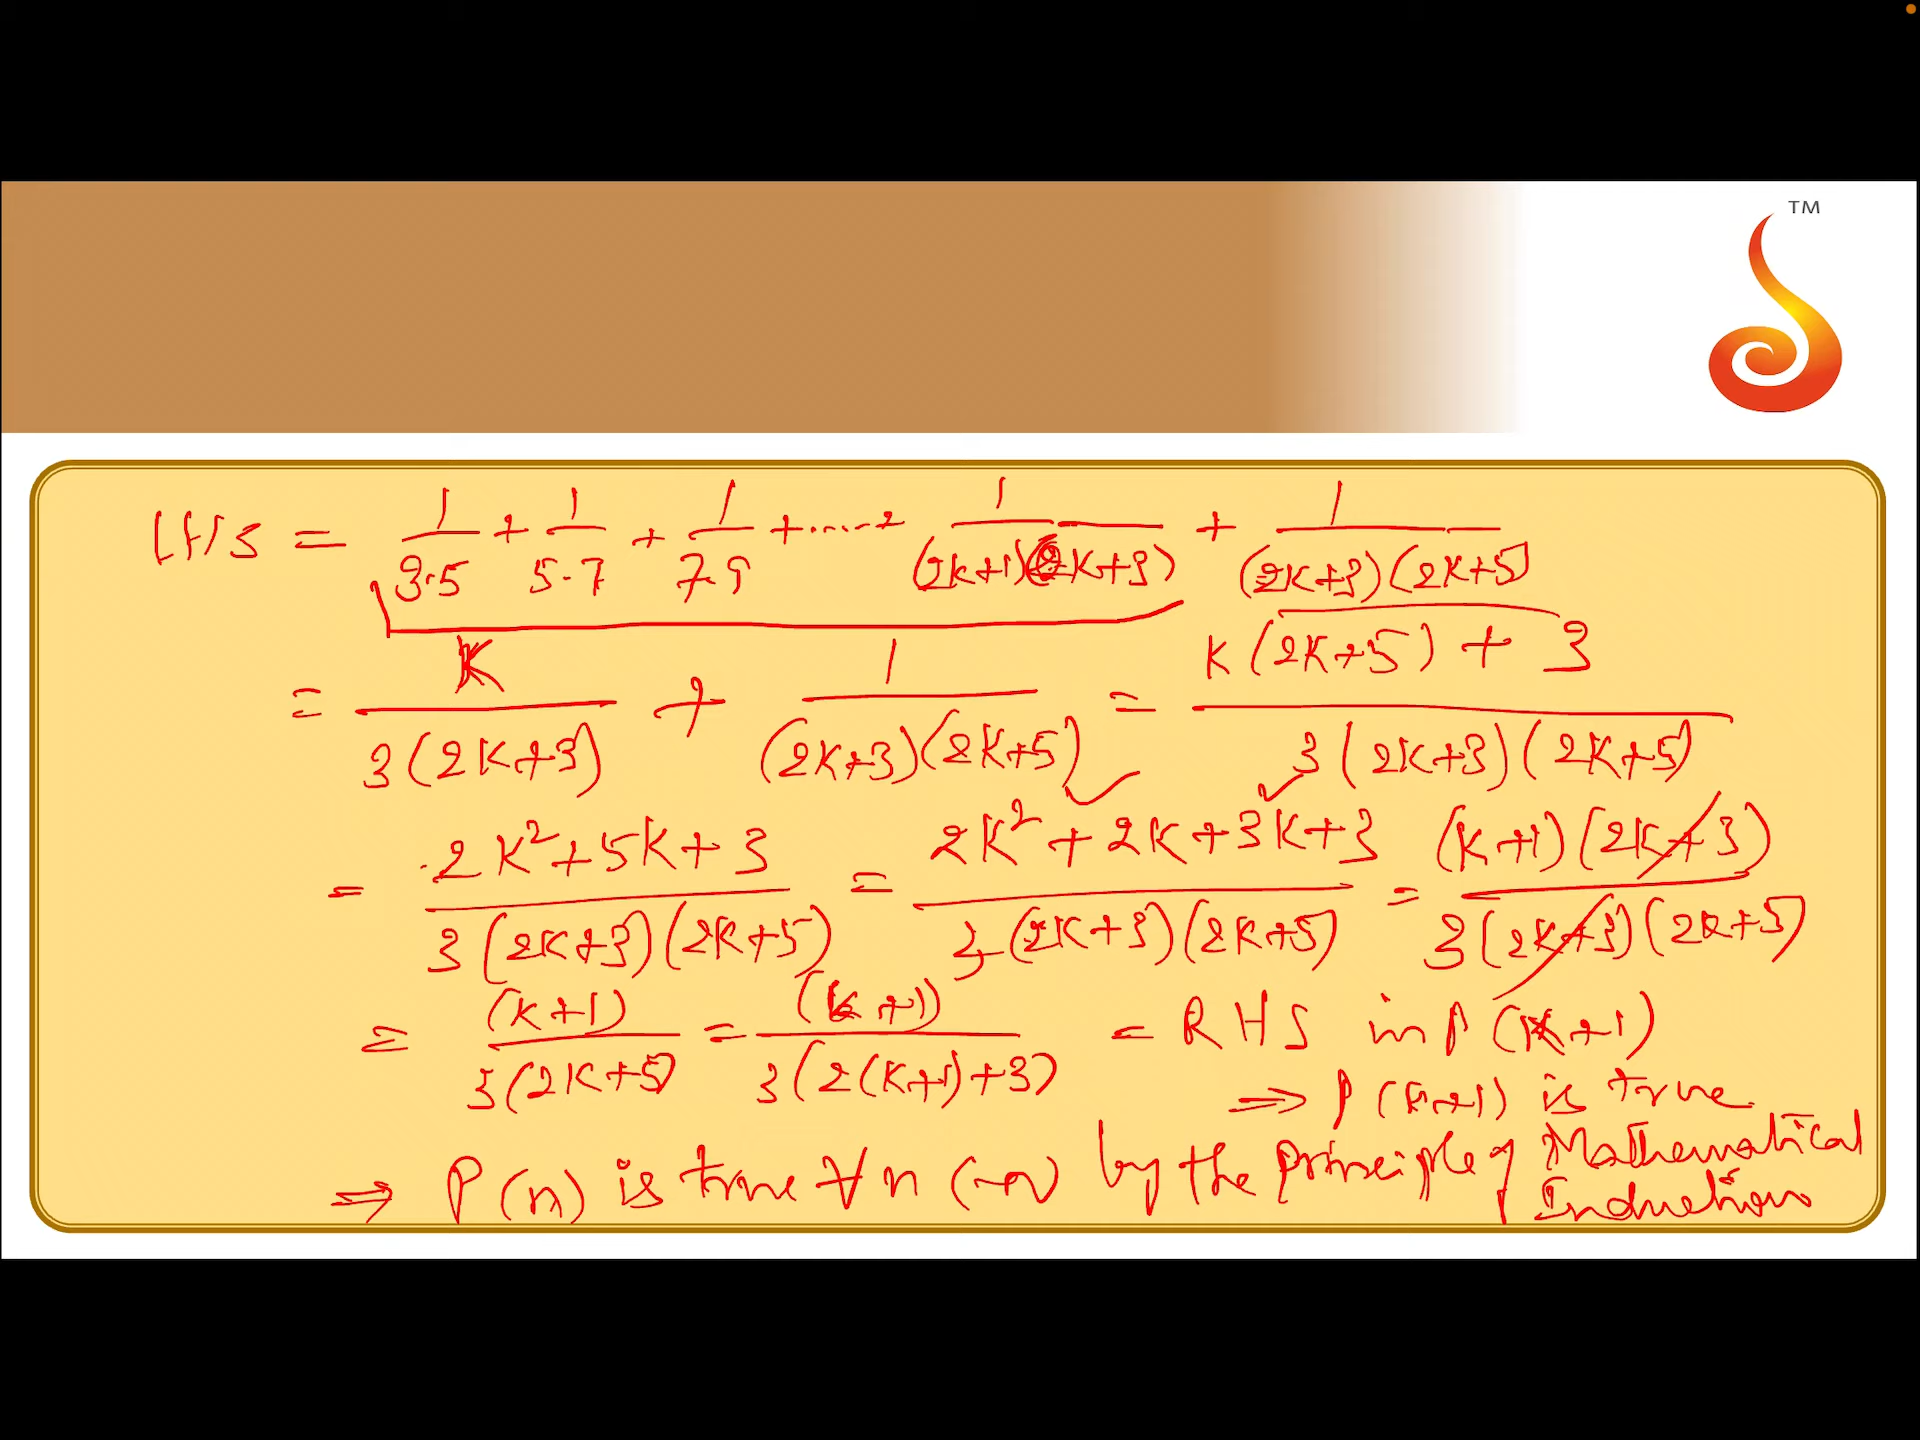 TM
LHS = 1/3·5 + 1/5·7 + 1/7·9 + ..... + 1/(2k+1)(2k+3) + 1/(2k+3)(2k+5)
= k/3(2k+3) + 1/(2k+3)(2k+5) = k(2k+5) + 3/3(2k+3)(2k+5)
= 2k²+5k+3/3(2k+3)(2k+5) = 2k²+2k+3k+3/3(2k+3)(2k+5) = (k+1)(2k+3)/3(2k+3)(2k+5)
= (k+1)/3(2k+5) = (k+1)/3(2(k+1)+3) = RHS in P(k+1)
⇒ P(k+1) is true
⇒ P(n) is true ∀ n by the principle of Mathematical Induction